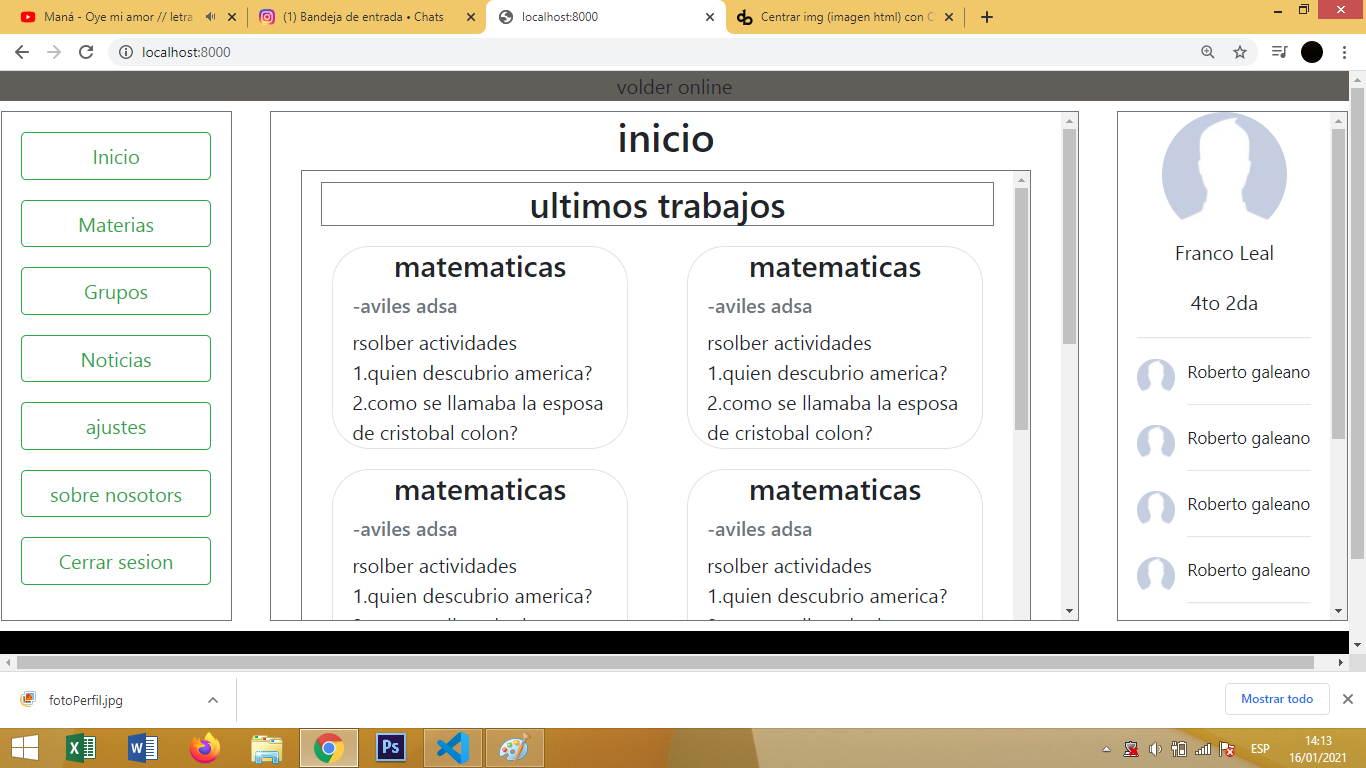 Maná - Oye mi amor // letra
(1) Bandeja de entrada • Chats
localhost:8000
Centrar img (imagen html) con C
localhost:8000
volder online
Inicio
Materias
Grupos
Noticias
ajustes
sobre nosotors
Cerrar sesion
inicio
ultimos trabajos
matematicas
-aviles adsa
rsolber actividades
1.quien descubrio america?
2.como se llamaba la esposa
de cristobal colon?
matematicas
-aviles adsa
rsolber actividades
1.quien descubrio america?
2.como se llamaba la esposa
de cristobal colon?
matematicas
-aviles adsa
rsolber actividades
1.quien descubrio america?
matematicas
-aviles adsa
rsolber actividades
1.quien descubrio america?
Franco Leal
4to 2da
Roberto galeano
Roberto galeano
Roberto galeano
Roberto galeano
fotoPerfil.jpg
Mostrar todo
Ps
ESP
14:13
16/01/2021